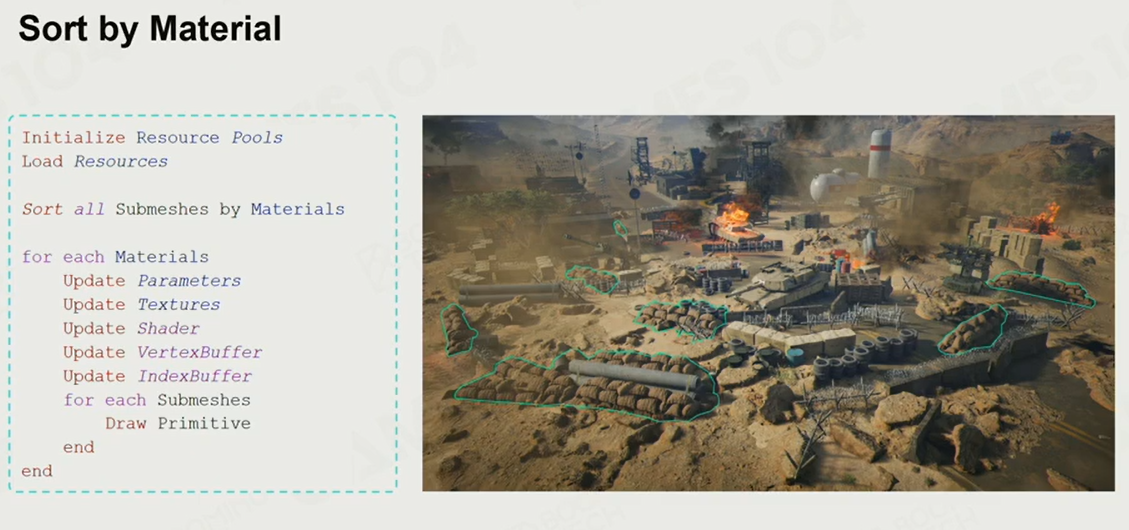 Sort by Material
Initialize Resource Pools
Load Resources
Sort all Submeshes by Materials
for each Materials
Update Parameters
Update Textures
Update Shader
Update VertexBuffer
Update IndexBuffer
for each Submeshes
Draw Primitive
end
end